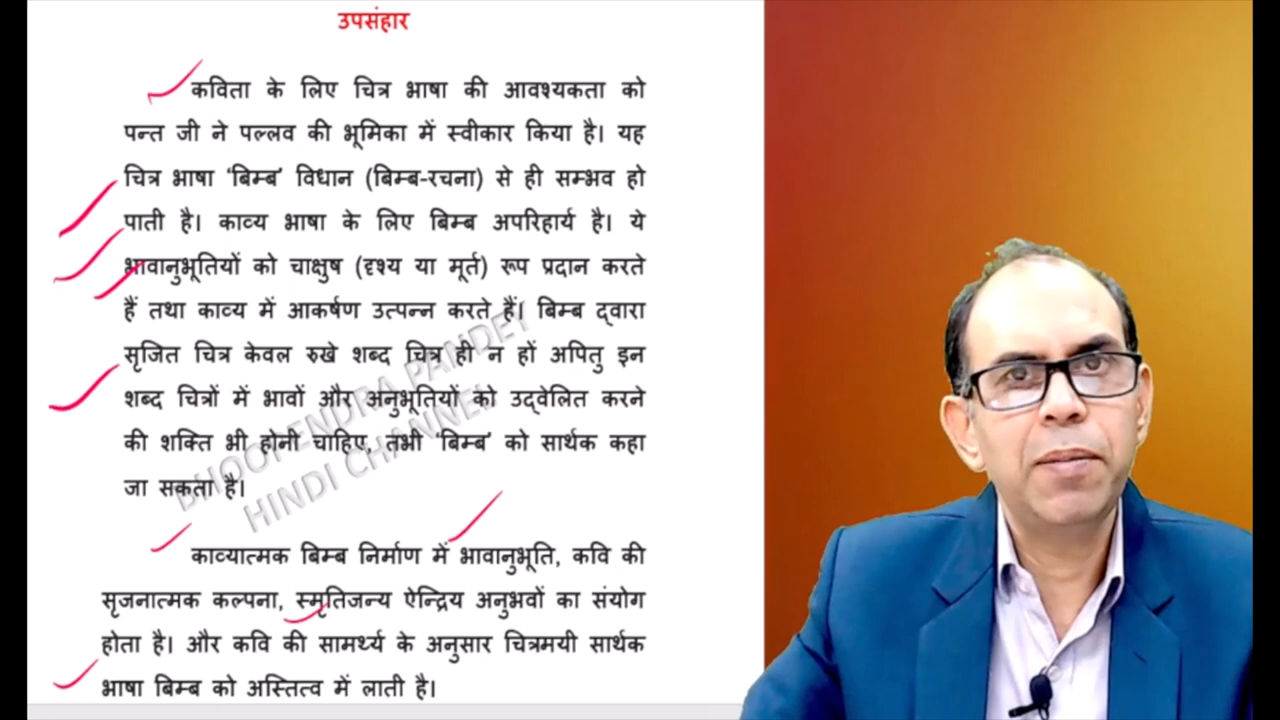 उपसंहार
कविता के लिए चित्र भाषा की आवश्यकता को
पन्त जी ने पल्लव की भूमिका में स्वीकार किया है। यह
चित्र भाषा ‘बिम्ब’ विधान (बिम्ब-रचना) से ही सम्भव हो
पाती है। काव्य भाषा के लिए बिम्ब अपरिहार्य है। ये
भावानुभूतियों को चाक्षुष (दृश्य या मूर्त) रूप प्रदान करते
हैं तथा काव्य में आकर्षण उत्पन्न करते हैं। बिम्ब द्वारा
सृजित चित्र केवल रुखे शब्द चित्र ही न हों अपितु इन
शब्द चित्रों में भावों और अनुभूतियों को उद्वेलित करने
की शक्ति भी होनी चाहिए, तभी ‘बिम्ब’ को सार्थक कहा
जा सकता है।
BHOOPENDRA PANDEY
HINDI CHANNEL
काव्यात्मक बिम्ब निर्माण में भावानुभूति, कवि की
सृजनात्मक कल्पना, स्मृतिजन्य ऐन्द्रिय अनुभवों का संयोग
होता है। और कवि की सामर्थ्य के अनुसार चित्रमयी सार्थक
भाषा बिम्ब को अस्तित्व में लाती है।